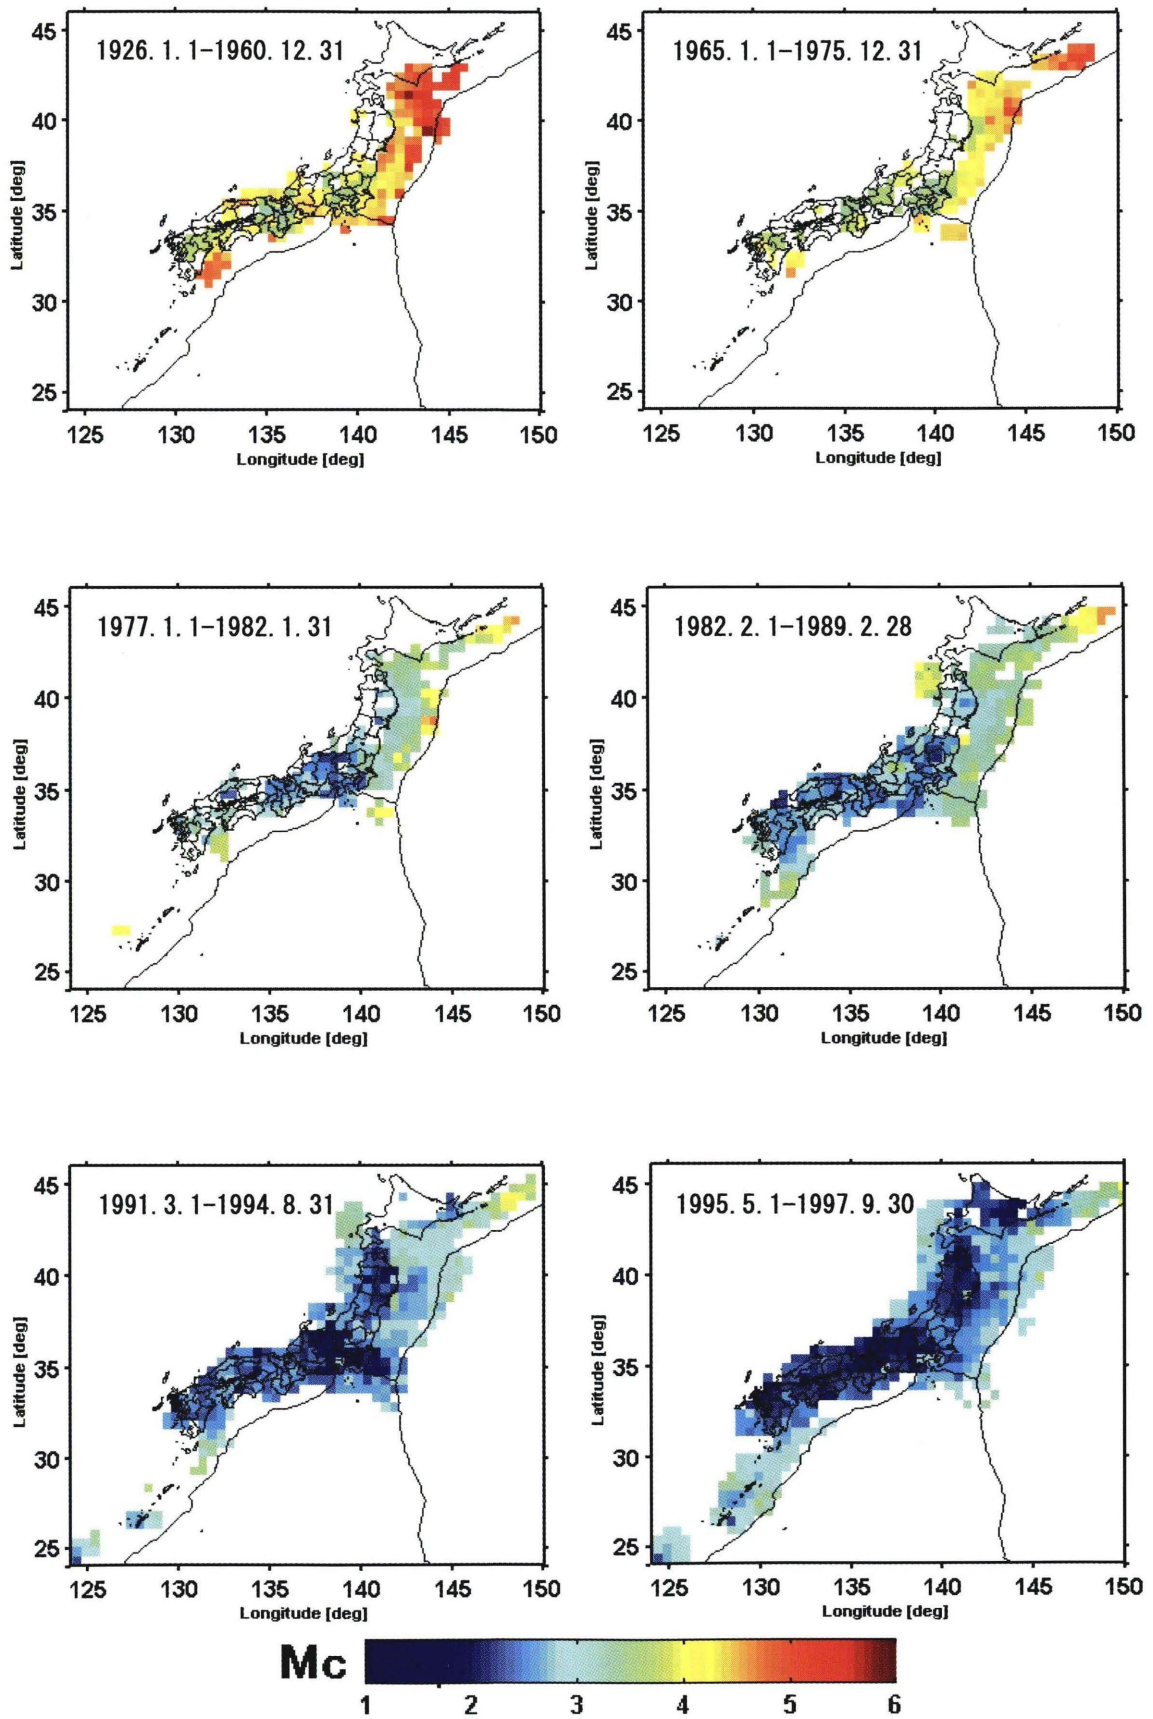 1926. 1. 1–1960. 12. 31
45
40
35
30
25
Latitude [deg]
125 130 135 140 145 150
Longitude [deg]
1965. 1. 1–1975. 12. 31
45
40
35
30
25
Latitude [deg]
125 130 135 140 145 150
Longitude [deg]
1977. 1. 1–1982. 1. 31
45
40
35
30
25
Latitude [deg]
125 130 135 140 145 150
Longitude [deg]
1982. 2. 1–1989. 2. 28
45
40
35
30
25
Latitude [deg]
125 130 135 140 145 150
Longitude [deg]
1991. 3. 1–1994. 8. 31
45
40
35
30
25
Latitude [deg]
125 130 135 140 145 150
Longitude [deg]
1995. 5. 1–1997. 9. 30
45
40
35
30
25
Latitude [deg]
125 130 135 140 145 150
Longitude [deg]
Mc
1 2 3 4 5 6